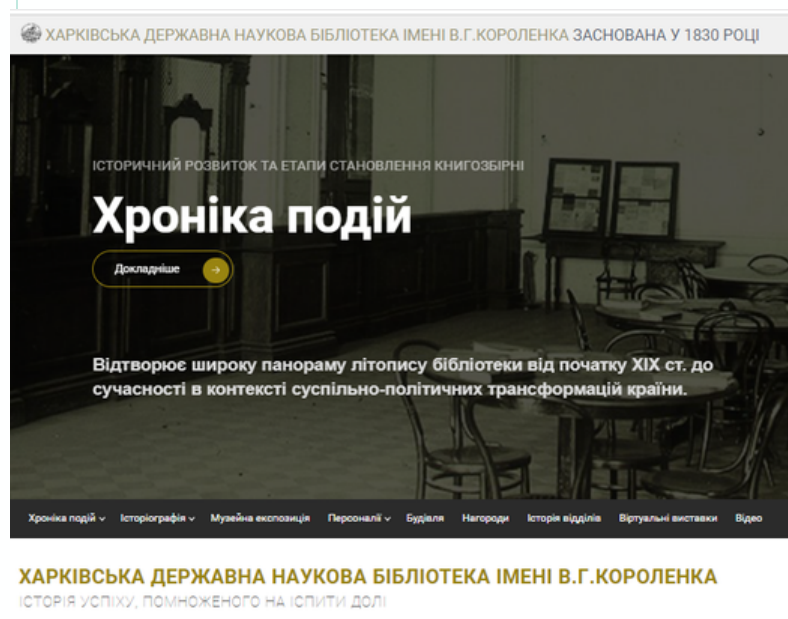 ХАРКІВСЬКА ДЕРЖАВНА НАУКОВА БІБЛІОТЕКА ІМЕНІ В.Г.КОРОЛЕНКА ЗАСНОВАНА У 1830 РОЦІ
ІСТОРИЧНИЙ РОЗВИТОК ТА ЕТАПИ СТАНОВЛЕННЯ КНИГОЗБІРНІ
Хроніка подій
Докладніше
Відтворює широку панораму літопису бібліотеки від початку ХІХ ст. до
сучасності в контексті суспільно-політичних трансформацій країни.
Хроніка подій Історіографія Музейна експозиція Персоналії Будівля Нагороди Історія відділів Віртуальні виставки Відео
ХАРКІВСЬКА ДЕРЖАВНА НАУКОВА БІБЛІОТЕКА ІМЕНІ В.Г.КОРОЛЕНКА
ІСТОРІЯ УСПІХУ, ПОМНОЖЕНОГО НА ІСПИТИ ДОЛІ